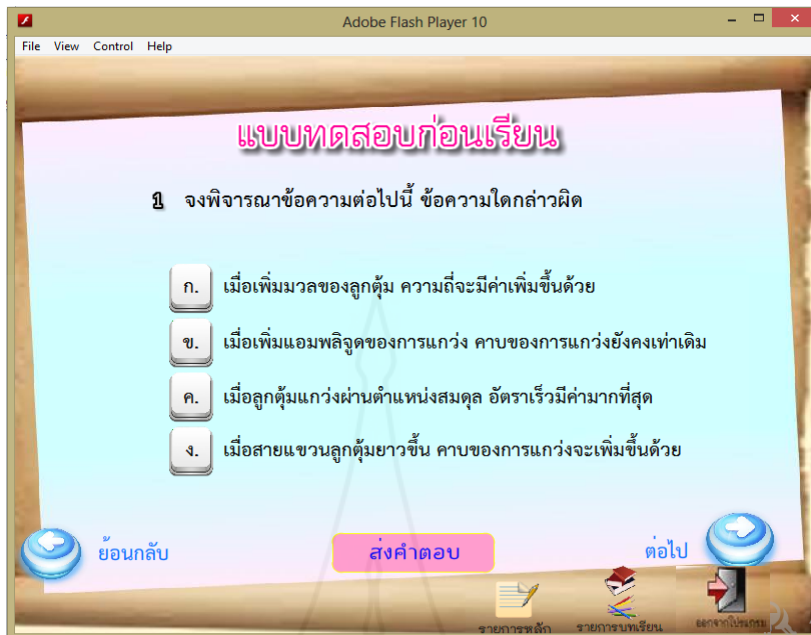 Adobe Flash Player 10
File View Control Help
แบบทดสอบก่อนเรียน
1 จงพิจารณาข้อความต่อไปนี้ ข้อความใดกล่าวผิด
ก. เมื่อเพิ่มมวลของลูกตุ้ม ความถี่จะมีค่าเพิ่มขึ้นด้วย
ข. เมื่อเพิ่มแอมพลิจูดของการแกว่ง คาบของการแกว่งยังคงเท่าเดิม
ค. เมื่อลูกตุ้มแกว่งผ่านตำแหน่งสมดุล อัตราเร็วมีค่ามากที่สุด
ง. เมื่อสายแขวนลูกตุ้มยาวขึ้น คาบของการแกว่งจะเพิ่มขึ้นด้วย
ย้อนกลับ ส่งคำตอบ ต่อไป
รายการหลัก รายการบทเรียน ออกจากโปรแกรม